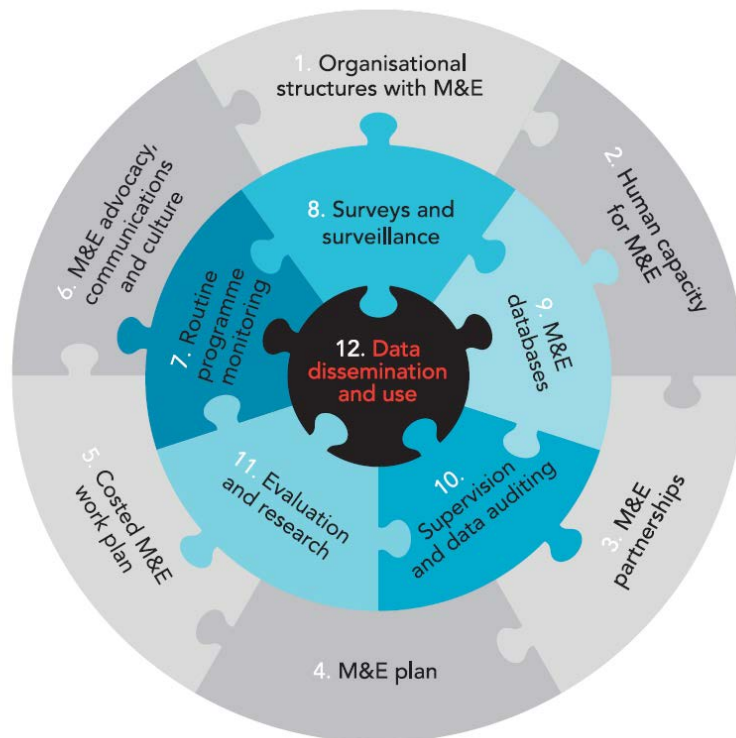 1. Organisational
structures with M&E
2. Human capacity
for M&E
3. M&E
partnerships
4. M&E plan
5. Costed M&E
work plan
6. M&E advocacy,
communications
and culture
7. Routine
programme
monitoring
8. Surveys and
surveillance
9. M&E
databases
10.
Supervision
and data auditing
11. Evaluation
and research
12. Data
dissemination
and use